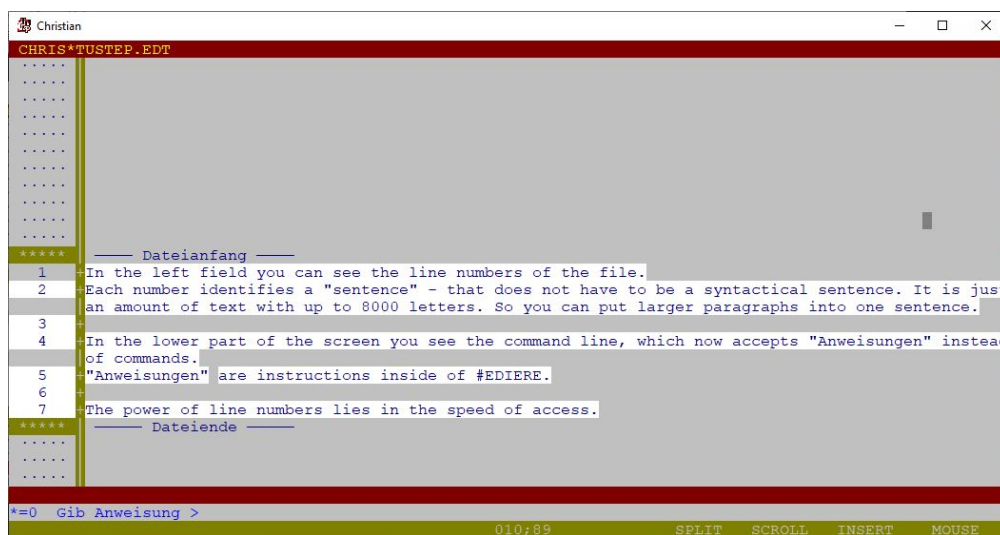 Christian
CHRIS*TUSTEP.EDT
.....
.....
.....
.....
.....
.....
.....
.....
.....
.....
.....
***** —— Dateianfang ——
1 +In the left field you can see the line numbers of the file.
2 +Each number identifies a "sentence" - that does not have to be a syntactical sentence. It is jus
an amount of text with up to 8000 letters. So you can put larger paragraphs into one sentence.
3 +
4 +In the lower part of the screen you see the command line, which now accepts "Anweisungen" instea
of commands.
5 +"Anweisungen" are instructions inside of #EDIERE.
6 +
7 +The power of line numbers lies in the speed of access.
***** —— Dateiende ——
.....
.....
.....
*=0 Gib Anweisung >
010;89 SPLIT SCROLL INSERT MOUSE